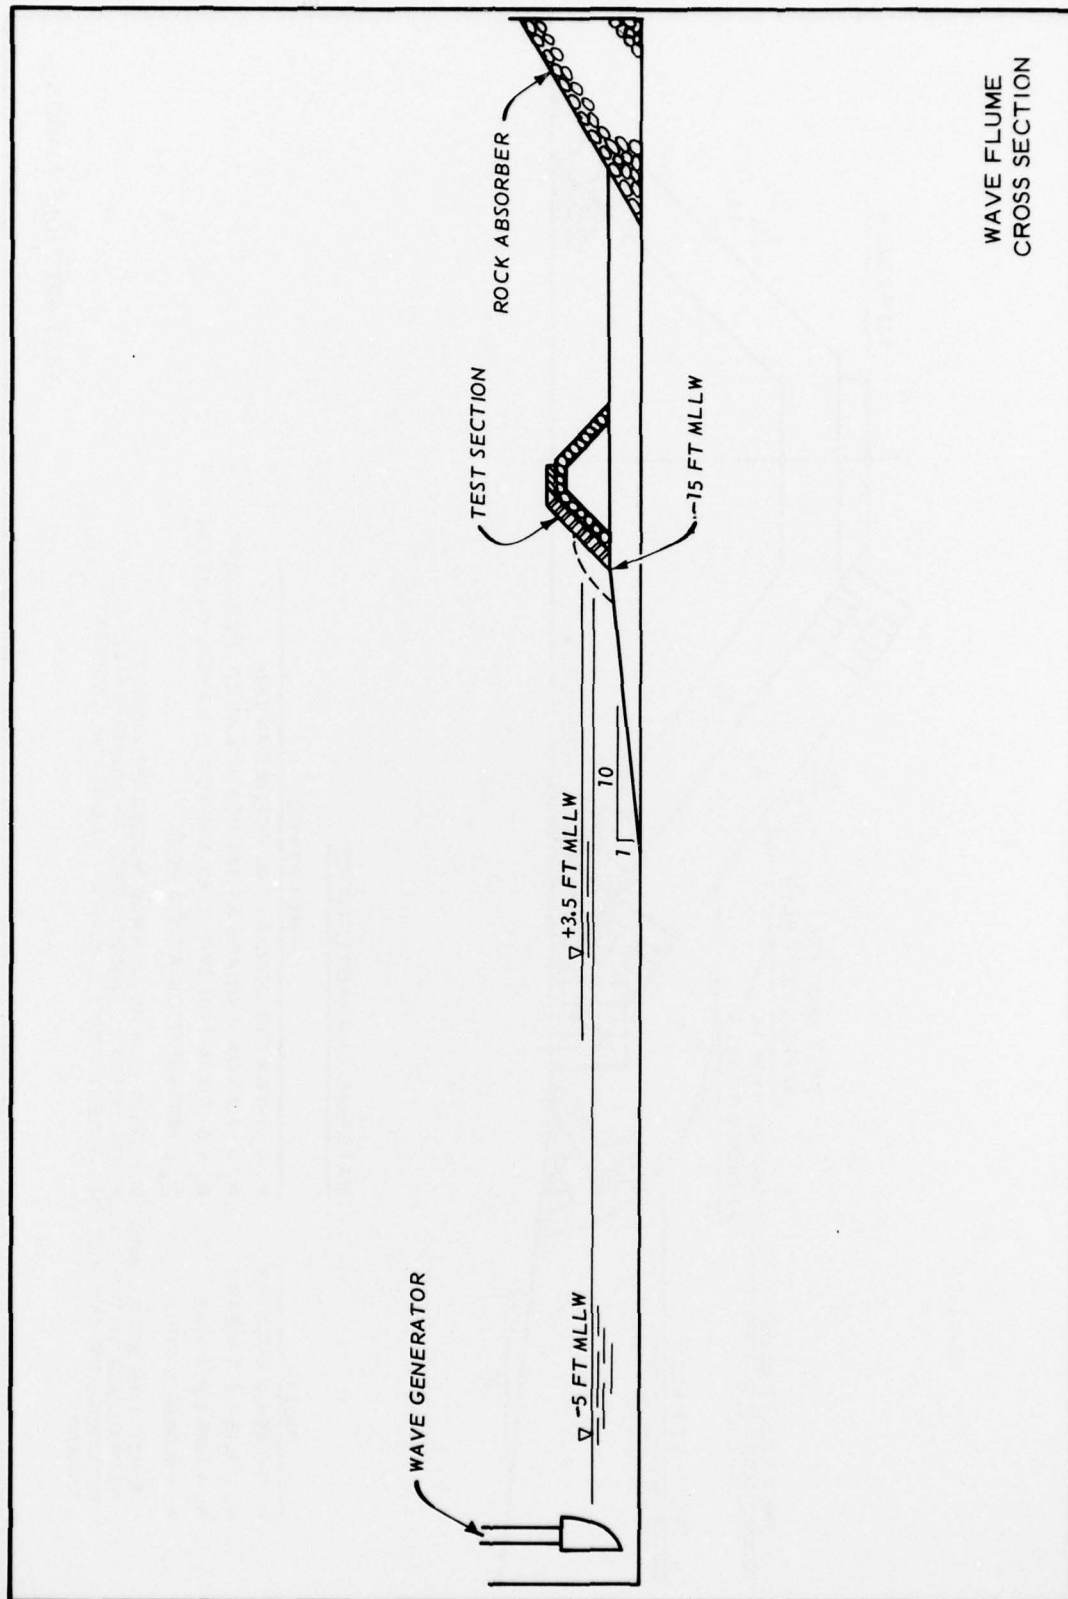 WAVE GENERATOR
▽ -5 FT MLLW
▽ +3.5 FT MLLW
1
10
TEST SECTION
-15 FT MLLW
ROCK ABSORBER
WAVE FLUME
CROSS SECTION